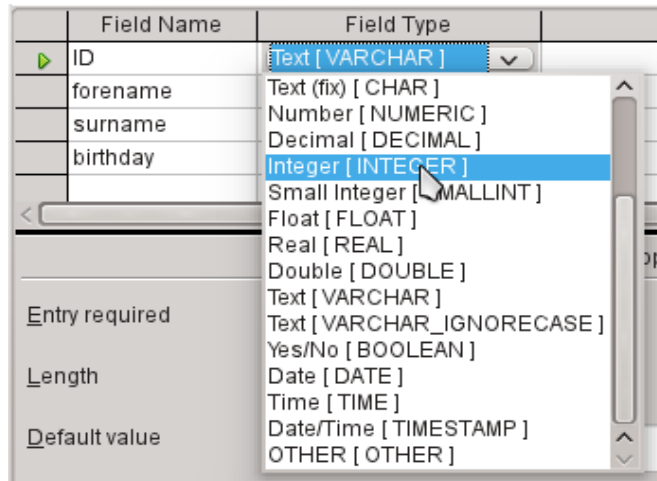 Field Name Field Type
ID Text [ VARCHAR ]
forename Text (fix) [ CHAR ]
Number [ NUMERIC ]
surname Decimal [ DECIMAL ]
birthday Integer [ INTEGER ]
Small Integer [ SMALLINT ]
Float [ FLOAT ]
Real [ REAL ]
Double [ DOUBLE ]
Text [ VARCHAR ]
Entry required Text [ VARCHAR_IGNORECASE ]
Yes/No [ BOOLEAN ]
Length Date [ DATE ]
Time [ TIME ]
Default value Date/Time [ TIMESTAMP ]
OTHER [ OTHER ]